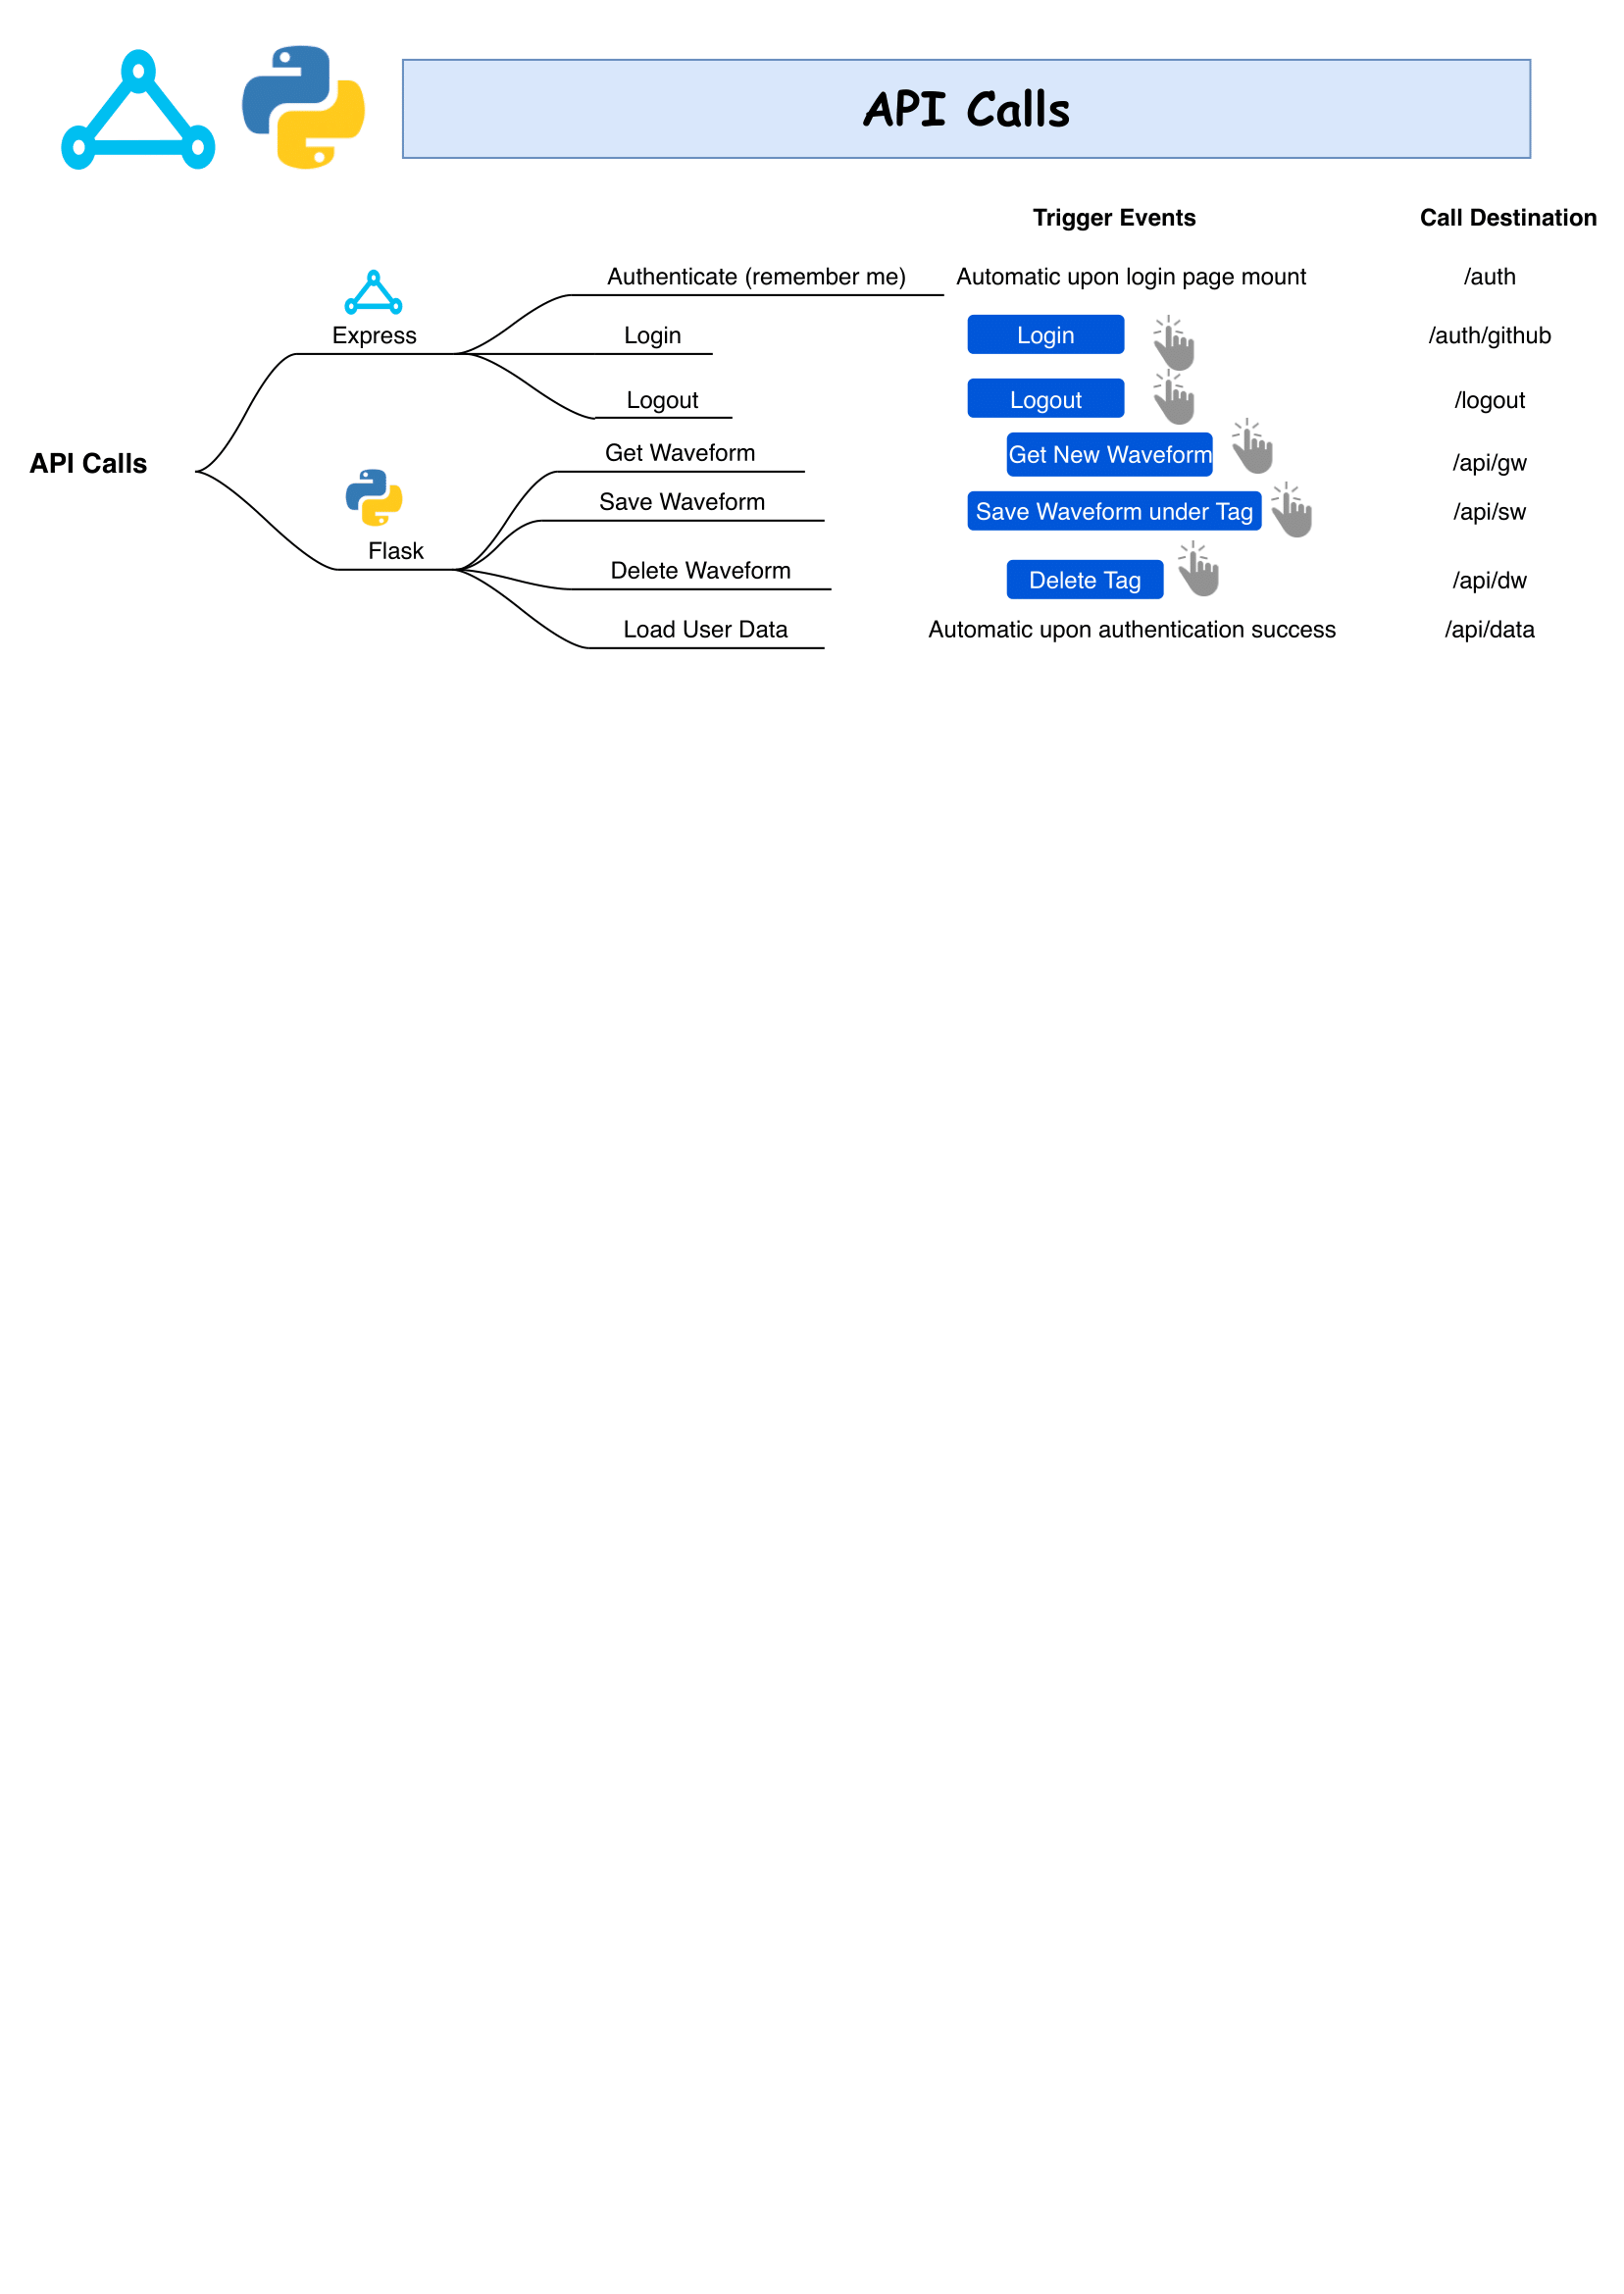 API Calls
Trigger Events
Call Destination
Authenticate (remember me)
Automatic upon login page mount
/auth
Express
Login
Login
/auth/github
Logout
Logout
/logout
API Calls
Get Waveform
Get New Waveform
/api/gw
Save Waveform
Save Waveform under Tag
/api/sw
Flask
Delete Waveform
Delete Tag
/api/dw
Load User Data
Automatic upon authentication success
/api/data